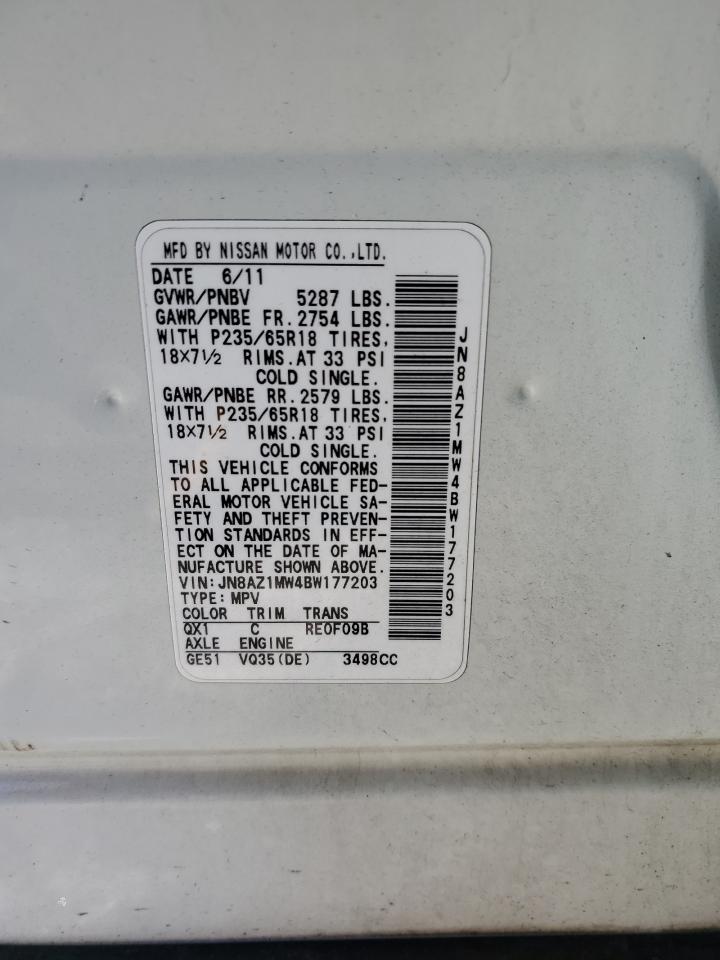 MFD BY NISSAN MOTOR CO.,LTD.
DATE 6/11
GVWR/PNBV 5287 LBS.
GAWR/PNBE FR. 2754 LBS.
WITH P235/65R18 TIRES,
18X7½ RIMS.AT 33 PSI
COLD SINGLE.
GAWR/PNBE RR. 2579 LBS.
WITH P235/65R18 TIRES,
18X7½ RIMS.AT 33 PSI
COLD SINGLE.
THIS VEHICLE CONFORMS
TO ALL APPLICABLE FED-
ERAL MOTOR VEHICLE SA-
FETY AND THEFT PREVEN-
TION STANDARDS IN EFF-
ECT ON THE DATE OF MA-
NUFACTURE SHOWN ABOVE.
VIN: JN8AZ1MW4BW177203
TYPE: MPV
COLOR TRIM TRANS
QX1 C RE0F09B
AXLE ENGINE
GE51 VQ35(DE) 3498CC
JN8AZ1MW4BW177203